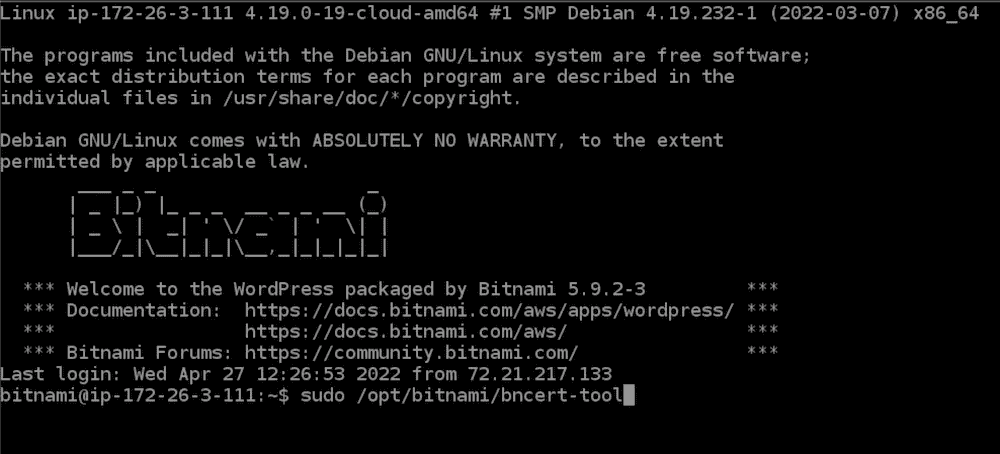 Linux ip-172-26-3-111 4.19.0-19-cloud-amd64 #1 SMP Debian 4.19.232-1 (2022-03-07) x86_64
The programs included with the Debian GNU/Linux system are free software;
the exact distribution terms for each program are described in the
individual files in /usr/share/doc/*/copyright.
Debian GNU/Linux comes with ABSOLUTELY NO WARRANTY, to the extent
permitted by applicable law.
Bitnami
*** Welcome to the WordPress packaged by Bitnami 5.9.2-3 ***
*** Documentation: https://docs.bitnami.com/aws/apps/wordpress/ ***
*** https://docs.bitnami.com/aws/ ***
*** Bitnami Forums: https://community.bitnami.com/ ***
Last login: Wed Apr 27 12:26:53 2022 from 72.21.217.133
bitnami@ip-172-26-3-111:~$ sudo /opt/bitnami/bncert-tool